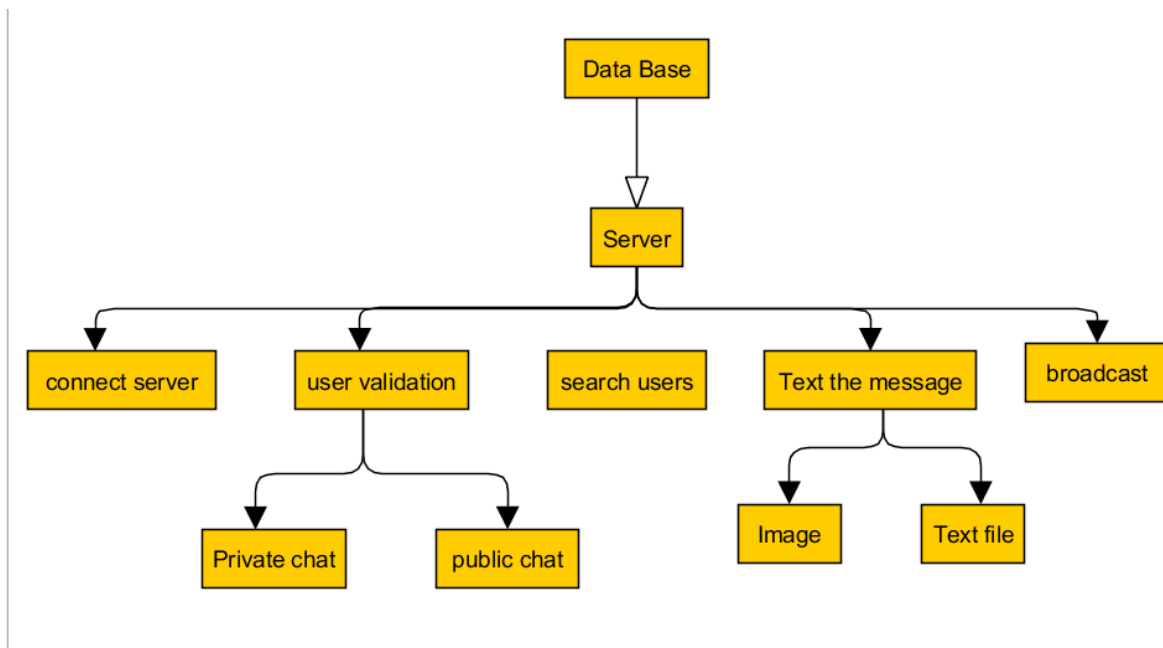 Data Base
Server
connect server
user validation
search users
Text the message
broadcast
Private chat
public chat
Image
Text file